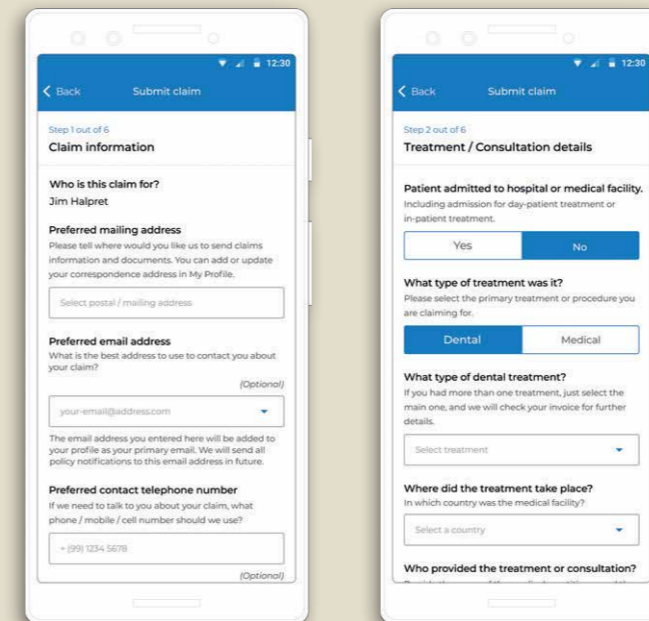 12:30
Back
Submit claim
Step 1 out of 6
Claim information
Who is this claim for?
Jim Halpret
Preferred mailing address
Please tell where would you like us to send claims
information and documents. You can add or update
your correspondence address in My Profile.
Select postal / mailing address
Preferred email address
What is the best address to use to contact you about
your claim?
(Optional)
your-email@address.com
The email address you entered here will be added to
your profile as your primary email. We will send all
policy notifications to this email address in future.
Preferred contact telephone number
If we need to talk to you about your claim, what
phone / mobile / cell number should we use?
+ (99) 1234 5678
(Optional)
12:30
Back
Submit claim
Step 2 out of 6
Treatment / Consultation details
Patient admitted to hospital or medical facility.
Including admission for day-patient treatment or
in-patient treatment.
Yes
No
What type of treatment was it?
Please select the primary treatment or procedure you
are claiming for.
Dental
Medical
What type of dental treatment?
If you had more than one treatment, just select the
main one, and we will check your invoice for further
details.
Select treatment
Where did the treatment take place?
In which country was the medical facility?
Select a country
Who provided the treatment or consultation?